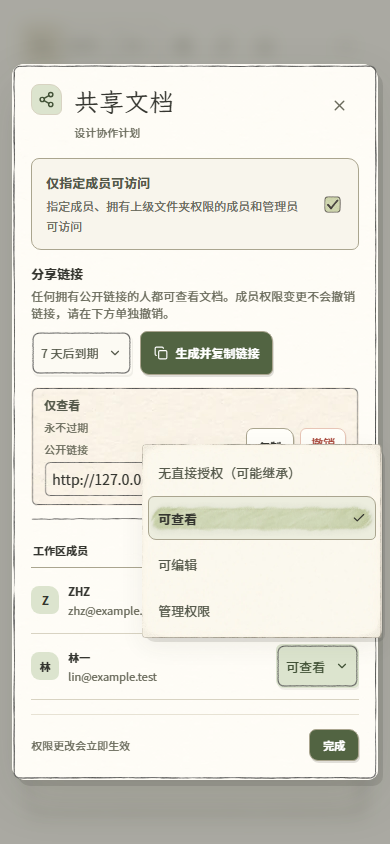 共享文档
设计协作计划
仅指定成员可访问
指定成员、拥有上级文件夹权限的成员和管理员
可访问
分享链接
任何拥有公开链接的人都可查看文档。成员权限变更不会撤销
链接，请在下方单独撤销。
7 天后到期
生成并复制链接
仅查看
永不过期
公开链接
撤销
http://127.0.0
无直接授权（可能继承）
可查看
可编辑
管理权限
工作区成员
Z
ZHZ
zhz@example.
林
林一
lin@example.test
可查看
权限更改会立即生效
完成